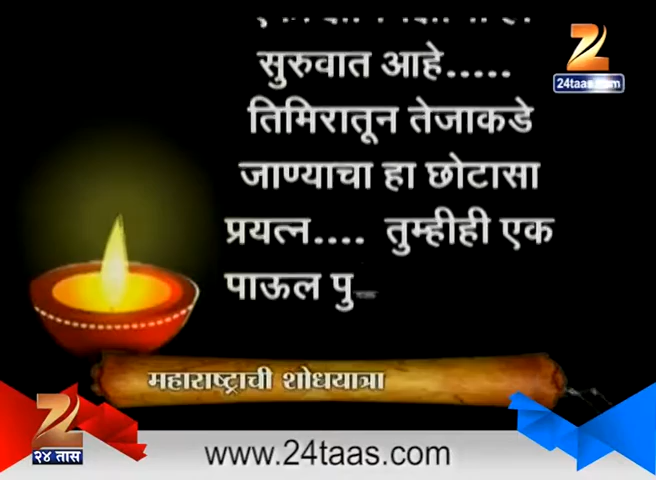 सुरुवात आहे.....
24taas.com
तिमिरातून तेजाकडे
जाण्याचा हा छोटासा
प्रयत्न.... तुम्हीही एक
पाऊल पु
महाराष्ट्राची शोधयात्रा
२४ तास
www.24taas.com